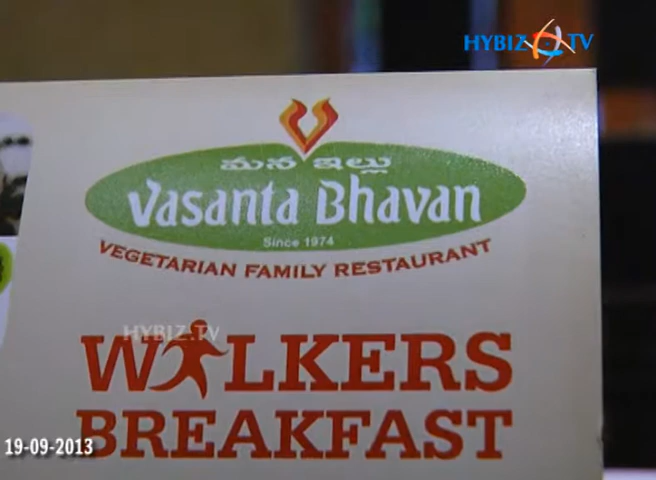 HYBIZ TV
మన ఇల్లు
Vasanta Bhavan
Since 1974
VEGETARIAN FAMILY RESTAURANT
HYBIZ.TV
WALKERS
BREAKFAST
19-09-2013